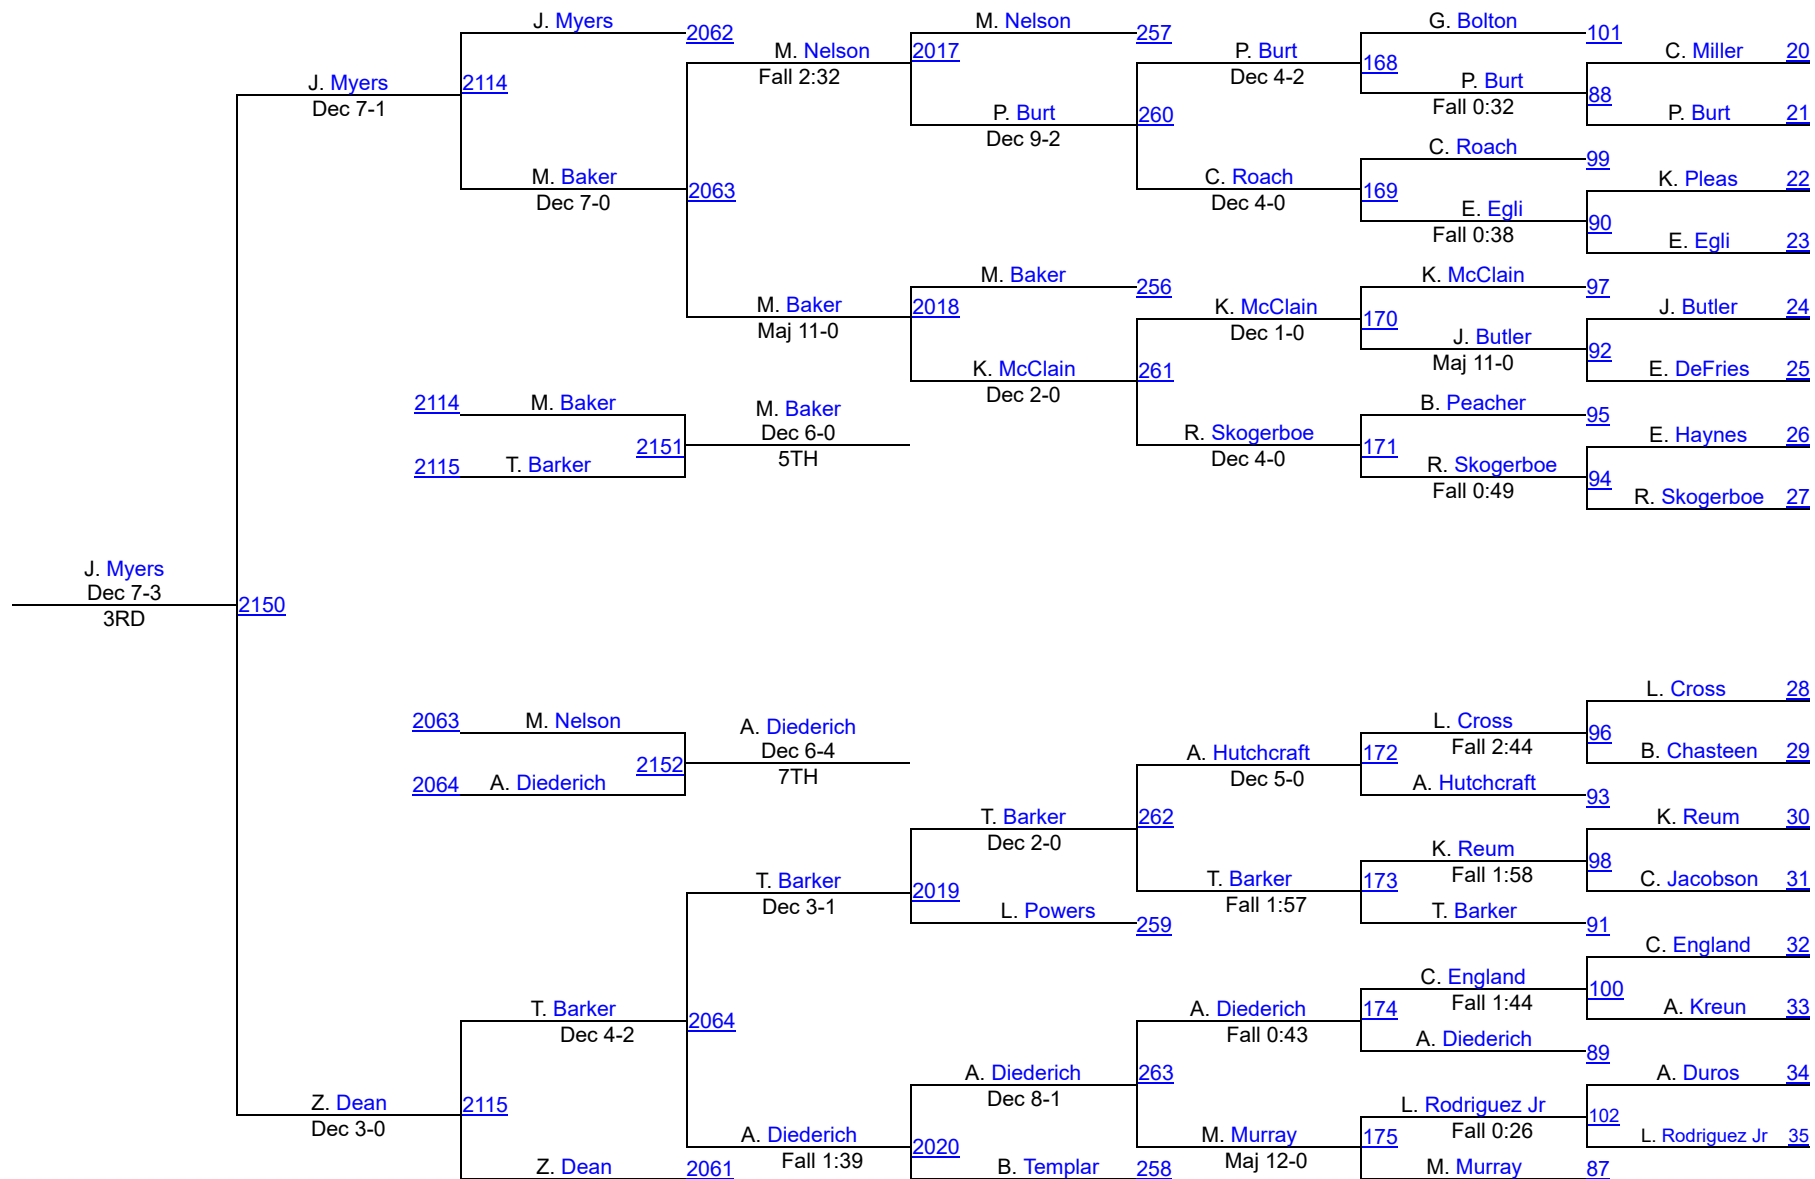 J. Myers
2062
M. Nelson
257
G. Bolton
101
M. Nelson
Fall 2:32
2017
P. Burt
Dec 4-2
168
C. Miller 20
J. Myers
Dec 7-1
2114
P. Burt
Fall 0:32
88
P. Burt
Dec 9-2
260
P. Burt 21
C. Roach
99
M. Baker
Dec 7-0
2063
C. Roach
Dec 4-0
169
K. Pleas 22
E. Egli
Fall 0:38
90
E. Egli 23
M. Baker
256
K. McClain
97
M. Baker
Maj 11-0
2018
K. McClain
Dec 1-0
170
J. Butler 24
J. Butler
Maj 11-0
92
K. McClain
Dec 2-0
261
E. DeFries 25
2114 M. Baker
M. Baker
Dec 6-0
5TH
2151
2115 T. Barker
B. Peacher
95
R. Skogerboe
Dec 4-0
171
E. Haynes 26
R. Skogerboe
Fall 0:49
94
R. Skogerboe 27
J. Myers
Dec 7-3
3RD
2150
L. Cross 28
2063 M. Nelson
A. Diederich
Dec 6-4
7TH
2152
2064 A. Diederich
L. Cross
Fall 2:44
96
A. Hutchcraft
Dec 5-0
172
B. Chasteen 29
A. Hutchcraft
93
T. Barker
Dec 2-0
262
K. Reum 30
K. Reum
Fall 1:58
98
T. Barker
Dec 3-1
2019
T. Barker
Fall 1:57
173
C. Jacobson 31
L. Powers
259
T. Barker
91
C. England 32
C. England
Fall 1:44
100
T. Barker
Dec 4-2
2064
A. Diederich
Fall 0:43
174
A. Kreun 33
A. Diederich
89
A. Diederich
Dec 8-1
263
A. Duros 34
Z. Dean
Dec 3-0
2115
L. Rodriguez Jr
Fall 0:26
102
A. Diederich
Fall 1:39
2020
M. Murray
Maj 12-0
175
L. Rodriguez Jr 35
Z. Dean
2061
B. Templar
258
M. Murray
87